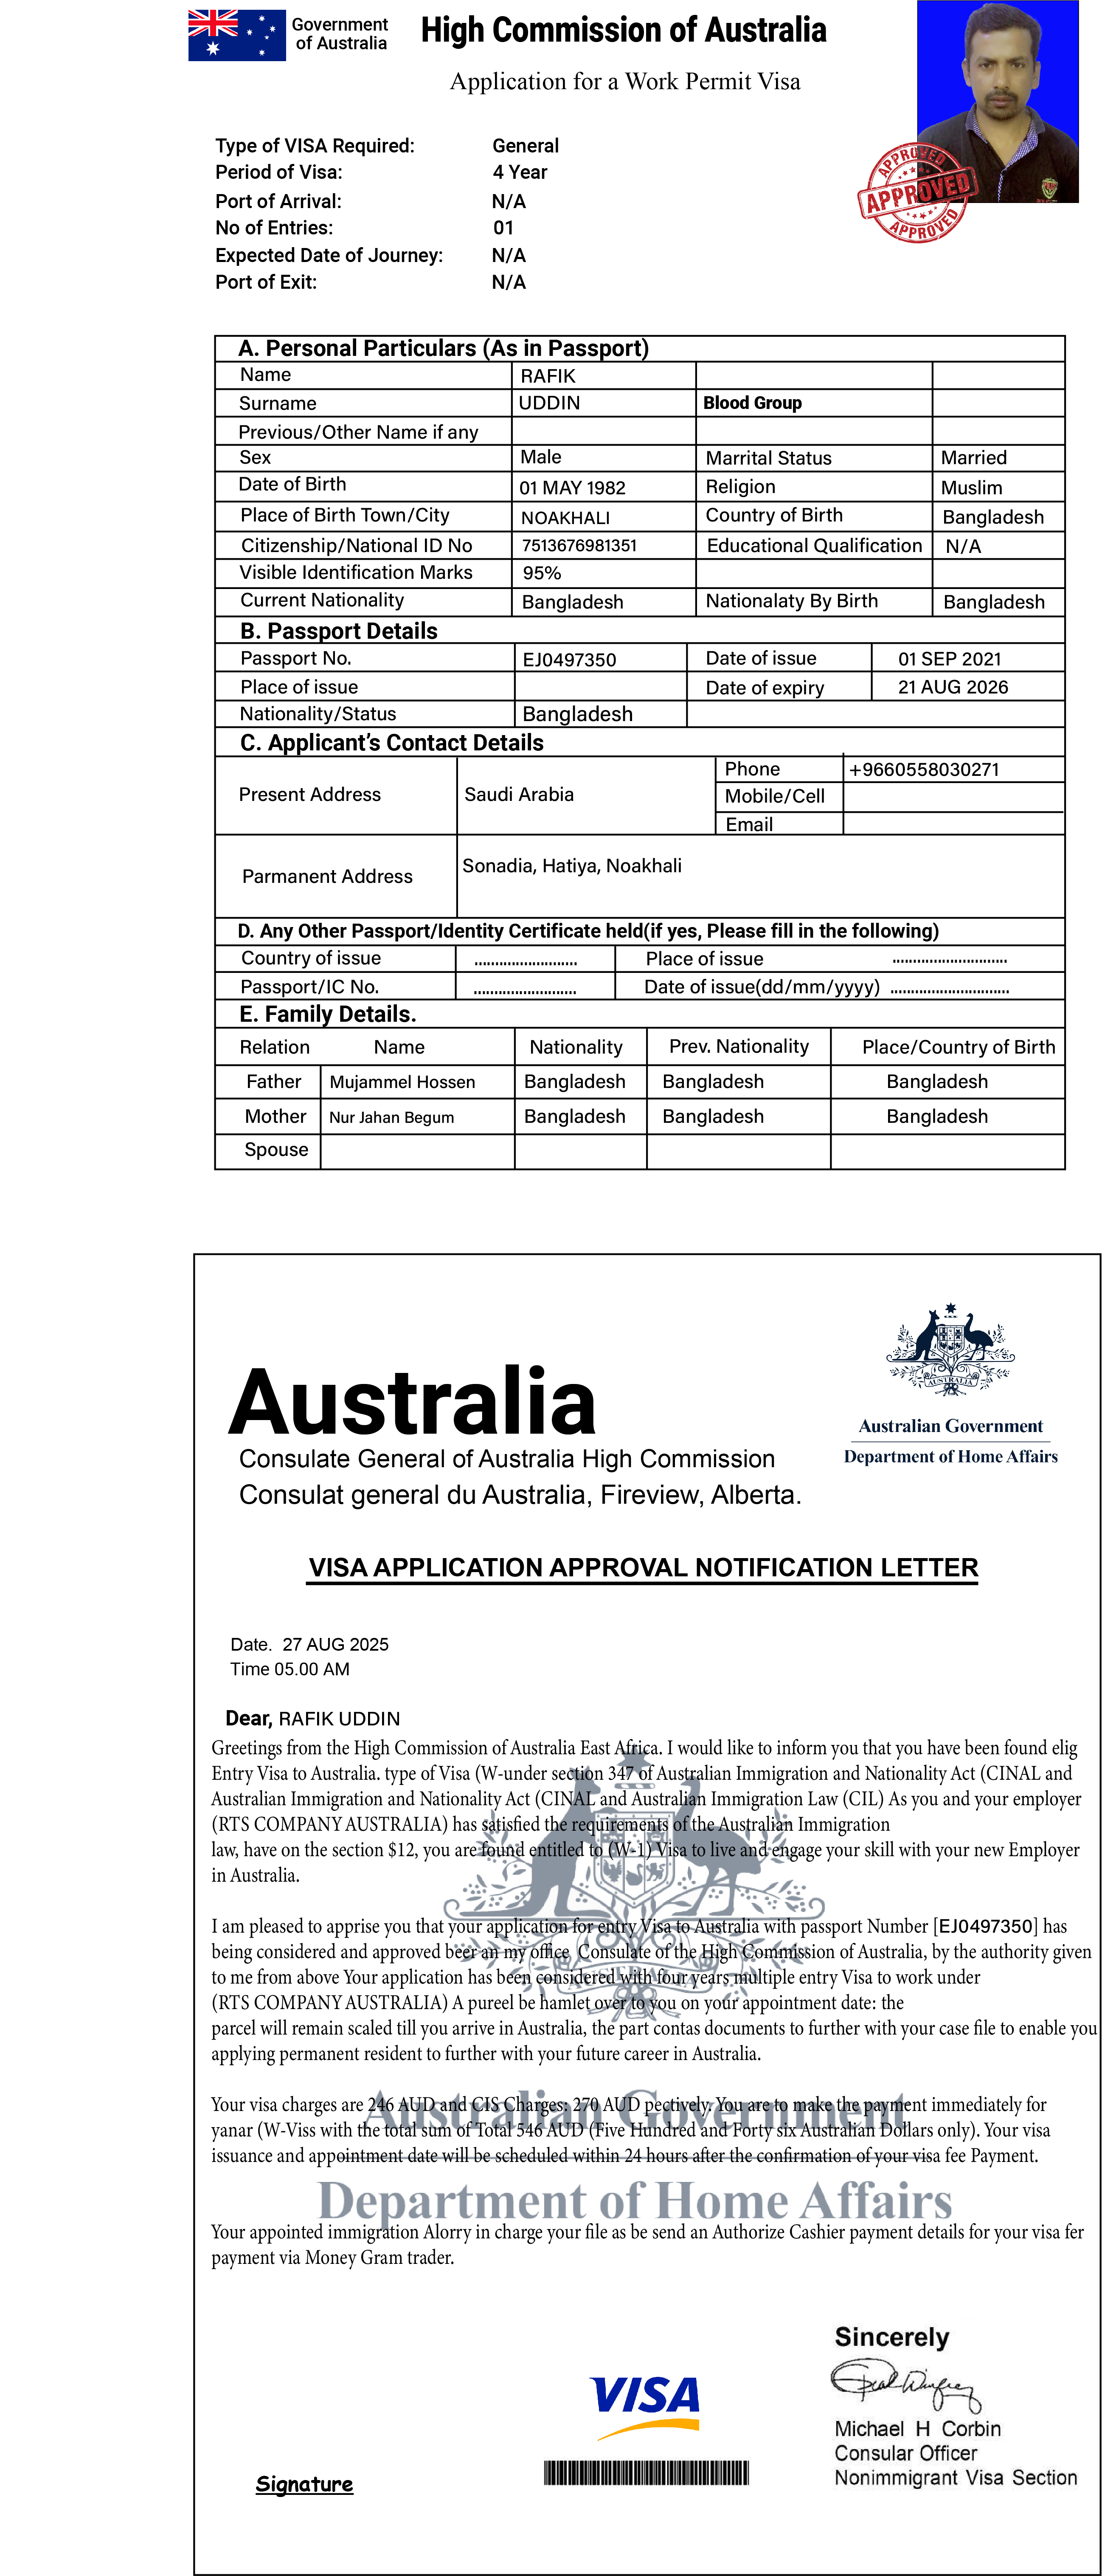 Government
of Australia
High Commission of Australia
Application for a Work Permit Visa
APPROVED
APPROVED
APPROVED
Type of VISA Required: General
Period of Visa: 4 Year
Port of Arrival: N/A
No of Entries: 01
Expected Date of Journey: N/A
Port of Exit: N/A
A. Personal Particulars (As in Passport)
Name RAFIK
Surname UDDIN Blood Group
Previous/Other Name if any
Sex Male Marrital Status Married
Date of Birth 01 MAY 1982 Religion Muslim
Place of Birth Town/City NOAKHALI Country of Birth Bangladesh
Citizenship/National ID No 7513676981351 Educational Qualification N/A
Visible Identification Marks 95%
Current Nationality Bangladesh Nationalaty By Birth Bangladesh
B. Passport Details
Passport No. EJ0497350 Date of issue 01 SEP 2021
Place of issue Date of expiry 21 AUG 2026
Nationality/Status Bangladesh
C. Applicant's Contact Details
Present Address Saudi Arabia Phone +9660558030271
Mobile/Cell
Email
Parmanent Address Sonadia, Hatiya, Noakhali
D. Any Other Passport/Identity Certificate held(if yes, Please fill in the following)
Country of issue ......................... Place of issue ............................
Passport/IC No. ......................... Date of issue(dd/mm/yyyy) .............................
E. Family Details.
Relation Name Nationality Prev. Nationality Place/Country of Birth
Father Mujammel Hossen Bangladesh Bangladesh Bangladesh
Mother Nur Jahan Begum Bangladesh Bangladesh Bangladesh
Spouse
AUSTRALIA
Australian Government
Department of Home Affairs
Australia
Consulate General of Australia High Commission
Consulat general du Australia, Fireview, Alberta.
VISA APPLICATION APPROVAL NOTIFICATION LETTER
Date. 27 AUG 2025
Time 05.00 AM
Dear, RAFIK UDDIN
Greetings from the High Commission of Australia East Africa. I would like to inform you that you have been found elig
Entry Visa to Australia. type of Visa (W-under section 347 of Australian Immigration and Nationality Act (CINAL and
Australian Immigration and Nationality Act (CINAL and Australian Immigration Law (CIL) As you and your employer
(RTS COMPANY AUSTRALIA) has satisfied the requirements of the Australian Immigration
law, have on the section $12, you are found entitled to (W-1) Visa to live and engage your skill with your new Employer
in Australia.
I am pleased to apprise you that your application for entry Visa to Australia with passport Number [EJ0497350] has
being considered and approved beer an my office Consulate of the High Commission of Australia, by the authority given
to me from above Your application has been considered with four years multiple entry Visa to work under
(RTS COMPANY AUSTRALIA) A pureel be hamlet over to you on your appointment date: the
parcel will remain scaled till you arrive in Australia, the part contas documents to further with your case file to enable you
applying permanent resident to further with your future career in Australia.
Your visa charges are 246 AUD and CIS Charges: 270 AUD pectively. You are to make the payment immediately for
yanar (W-Viss with the total sum of Total 546 AUD (Five Hundred and Forty six Australian Dollars only). Your visa
issuance and appointment date will be scheduled within 24 hours after the confirmation of your visa fee Payment.
Australian Government
Department of Home Affairs
Your appointed immigration Alorry in charge your file as be send an Authorize Cashier payment details for your visa fer
payment via Money Gram trader.
Sincerely
VISA
Michael H Corbin
Consular Officer
Nonimmigrant Visa Section
Signature